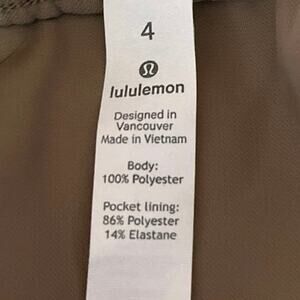 4
lululemon
Designed in
Vancouver
Made in Vietnam
Body:
100% Polyester
Pocket lining:
86% Polyester
14% Elastane